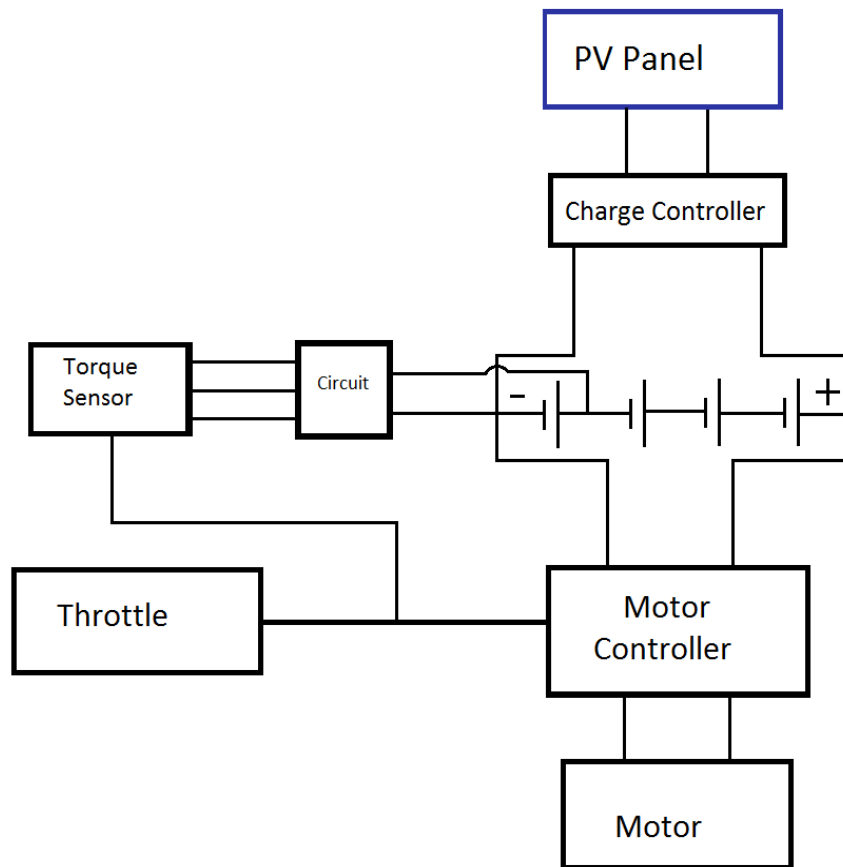 PV Panel
Charge Controller
Torque
Sensor
Circuit
- +
Throttle
Motor
Controller
Motor